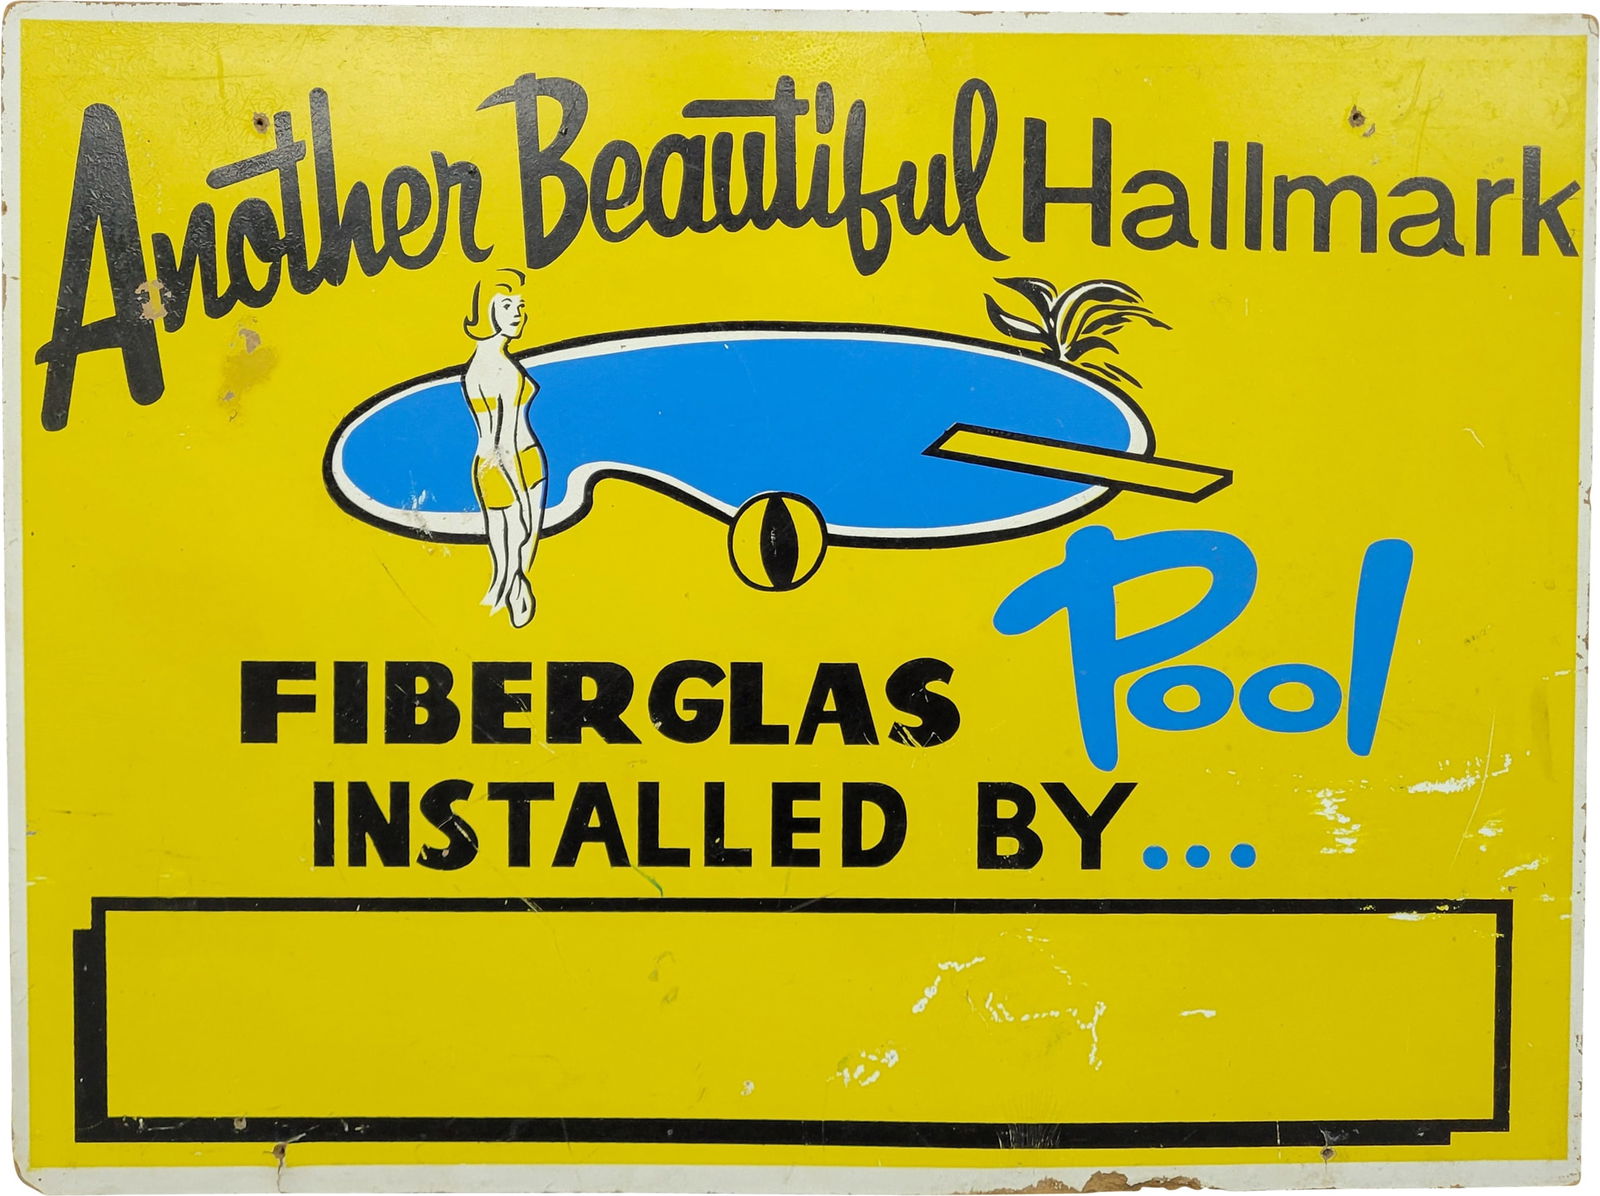 Another Beautiful Hallmark
FIBERGLAS Pool
INSTALLED BY...